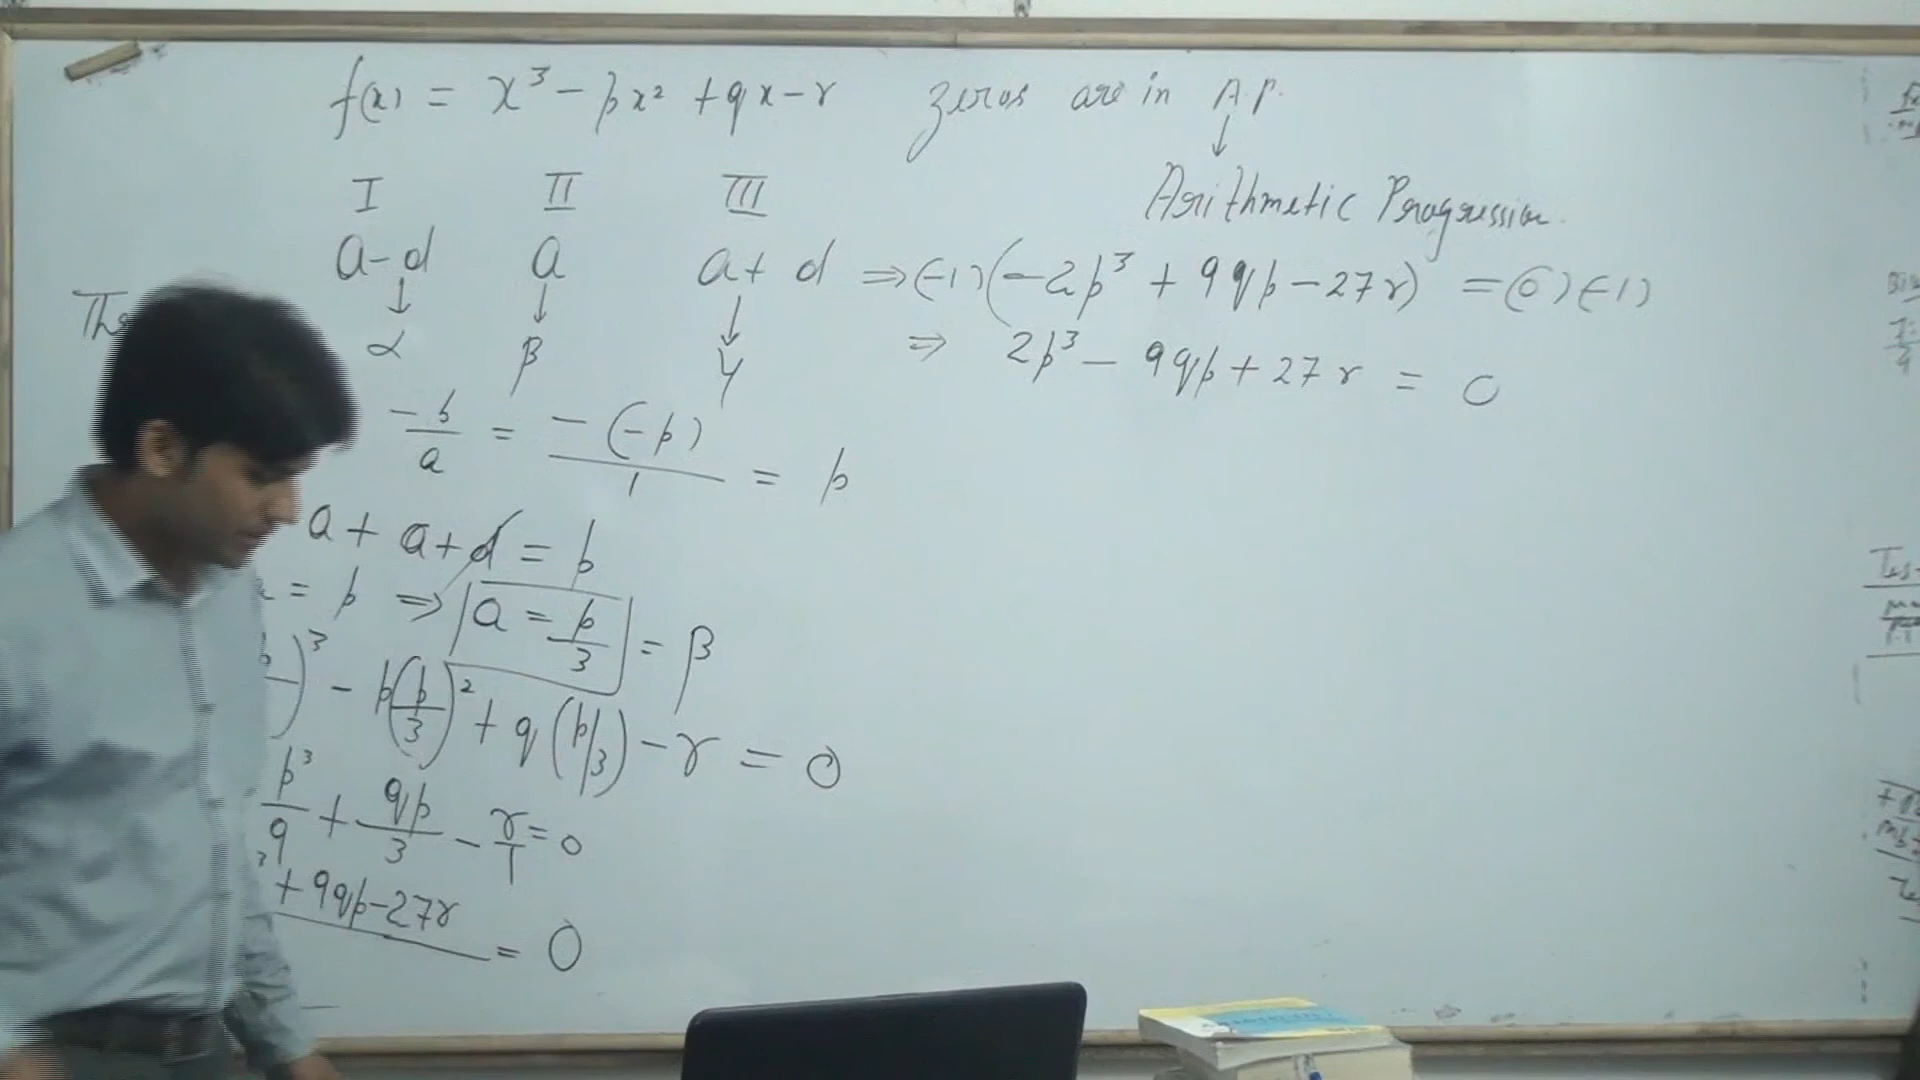 f(x) = x³ - px² + qx - r zeros are in A.P.
↓
Arithmetic Progression
I II III
a-d a a+d
↓ ↓ ↓
α β γ
-b/a = -(-p)/1 = p
a + a + d = p
= p ⇒ a = p/3 = β
)³ - p(p/3)² + q(p/3) - r = 0
p³/9 + qp/3 - r/1 = 0
+ 9qp - 27r = 0
⇒ (-1)(-2p³ + 9qp - 27r) = (0)(-1)
⇒ 2p³ - 9qp + 27r = 0